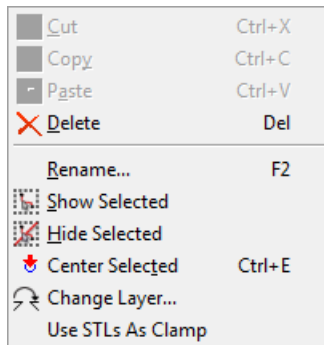 Cut Ctrl+X
Copy Ctrl+C
Paste Ctrl+V
Delete Del
Rename... F2
Show Selected
Hide Selected
Center Selected Ctrl+E
Change Layer...
Use STLs As Clamp